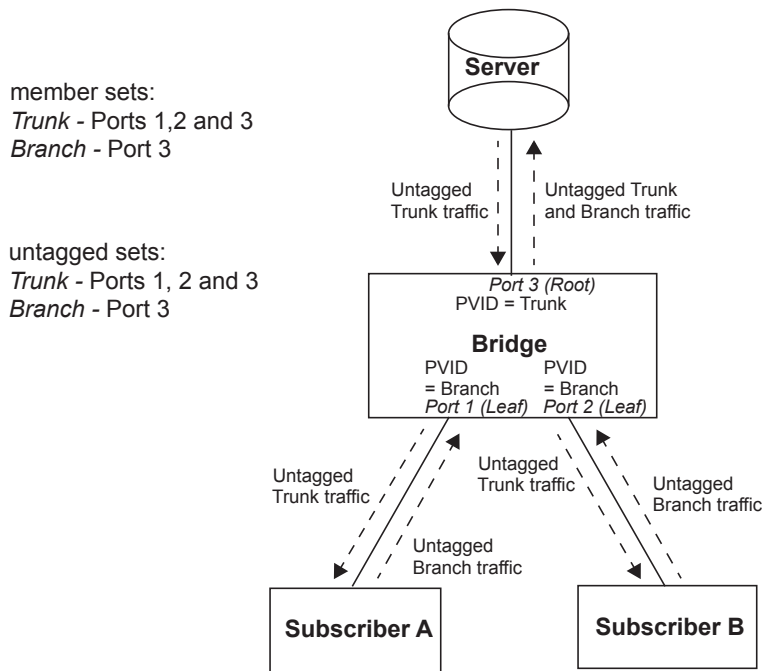 Server
member sets:
Trunk - Ports 1,2 and 3
Branch - Port 3
Untagged
Trunk traffic
Untagged Trunk
and Branch traffic
untagged sets:
Trunk - Ports 1, 2 and 3
Branch - Port 3
Port 3 (Root)
PVID = Trunk
Bridge
PVID
= Branch
Port 1 (Leaf)
PVID
= Branch
Port 2 (Leaf)
Untagged
Trunk traffic
Untagged
Branch traffic
Untagged
Trunk traffic
Untagged
Branch traffic
Subscriber A
Subscriber B